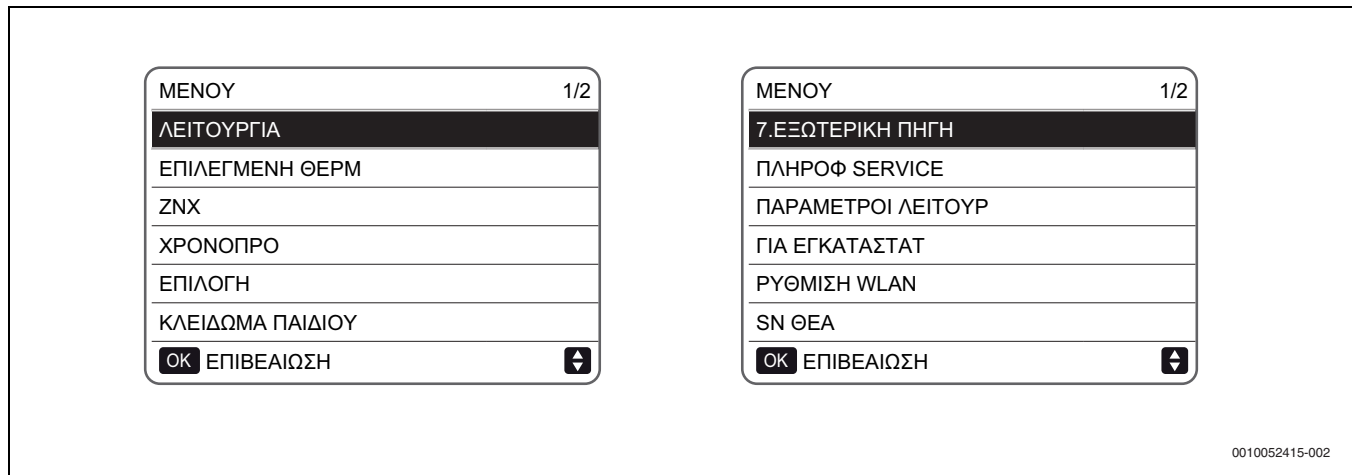 ΜΕΝΟΥ 1/2
ΛΕΙΤΟΥΡΓΙΑ
ΕΠΙΛΕΓΜΕΝΗ ΘΕΡΜ
ΖΝΧ
ΧΡΟΝΟΠΡΟ
ΕΠΙΛΟΓΗ
ΚΛΕΙΔΩΜΑ ΠΑΙΔΙΟΥ
OK ΕΠΙΒΕΑΙΩΣΗ
ΜΕΝΟΥ 1/2
7.ΕΞΩΤΕΡΙΚΗ ΠΗΓΗ
ΠΛΗΡΟΦ SERVICE
ΠΑΡΑΜΕΤΡΟΙ ΛΕΙΤΟΥΡ
ΓΙΑ ΕΓΚΑΤΑΣΤΑΤ
ΡΥΘΜΙΣΗ WLAN
SN ΘΕΑ
OK ΕΠΙΒΕΑΙΩΣΗ
0010052415-002